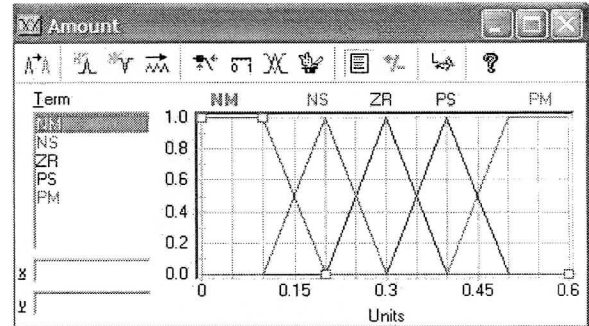 Amount
Term
NM
NS
ZR
PS
PM
NM NS ZR PS PM
1.0
0.8
0.6
0.4
0.2
0.0
0 0.15 0.3 0.45 0.6
Units
x
y